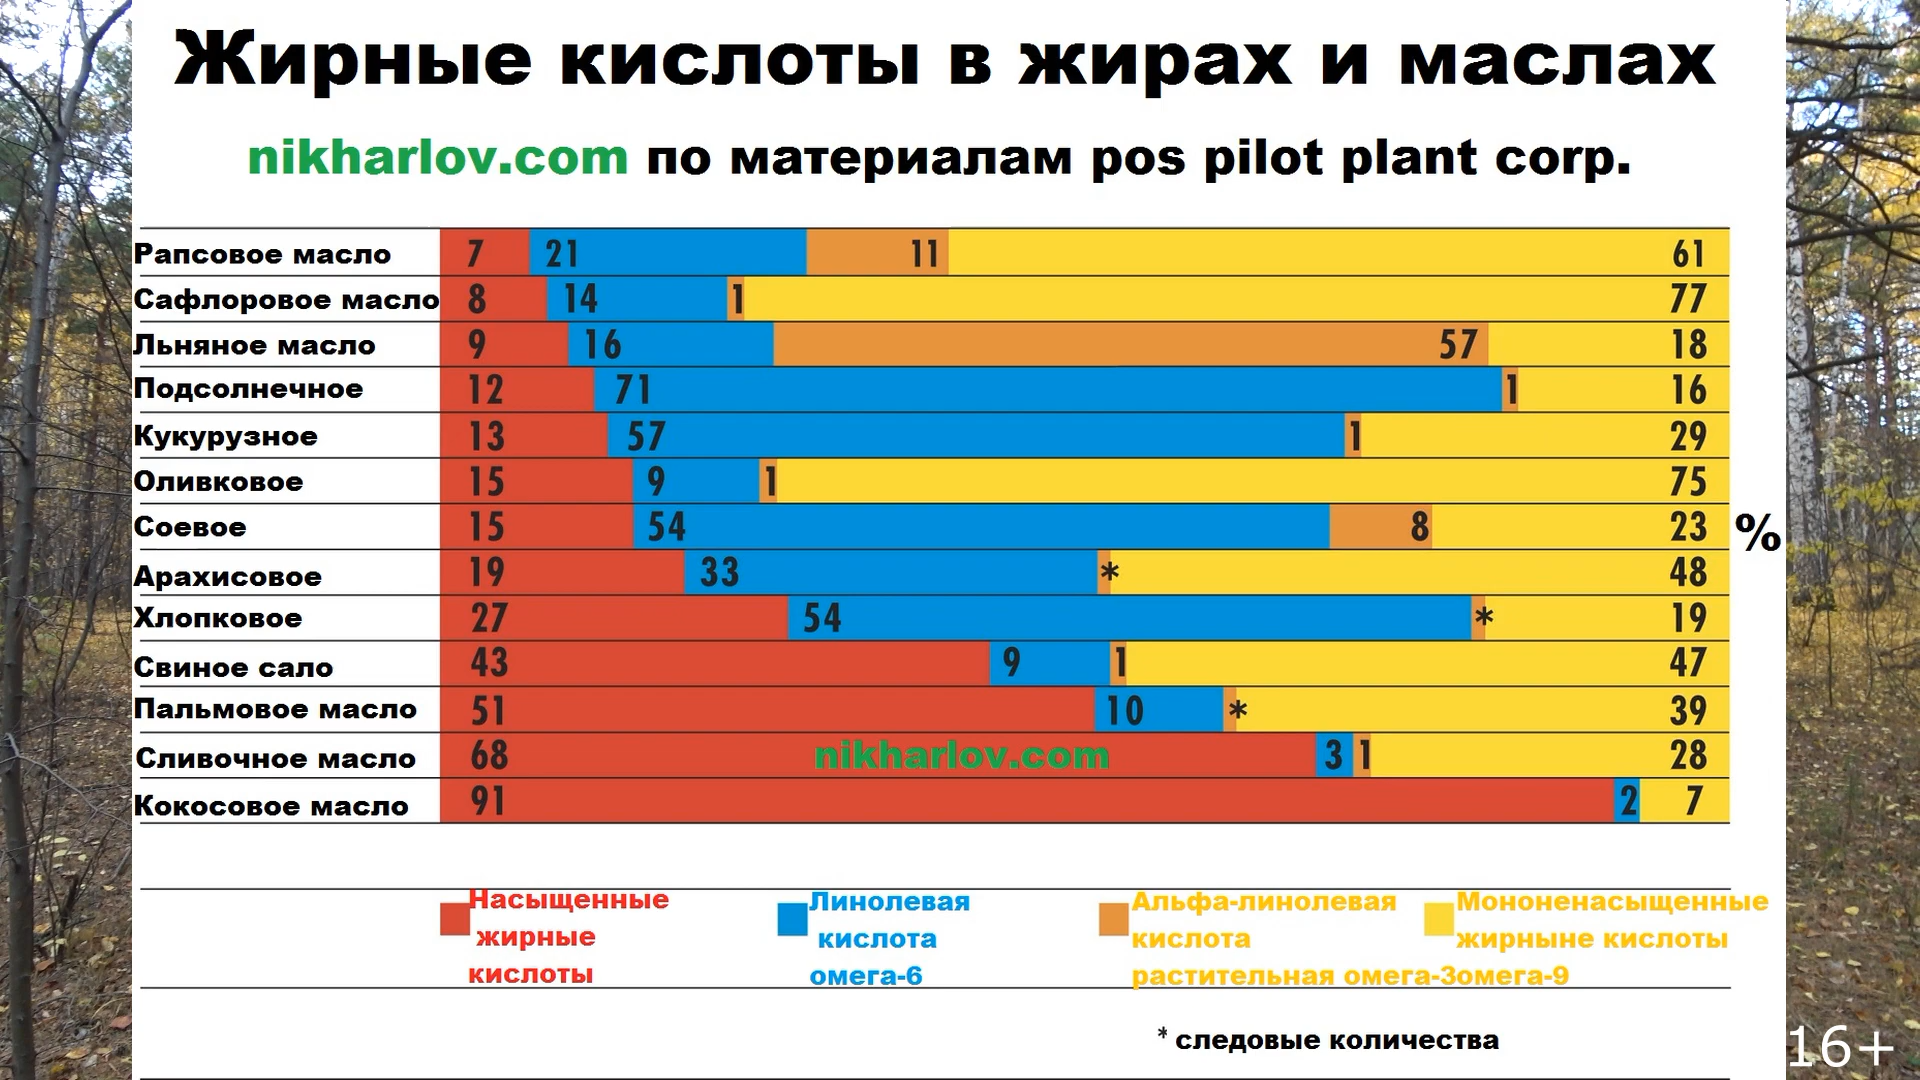 Жирные кислоты в жирах и маслах
nikharlov.com по материалам pos pilot plant corp.
Рапсовое масло 7 21 11 61
Сафлоровое масло 8 14 1 77
Льняное масло 9 16 57 18
Подсолнечное 12 71 1 16
Кукурузное 13 57 1 29
Оливковое 15 9 1 75
Соевое 15 54 8 23 %
Арахисовое 19 33 * 48
Хлопковое 27 54 * 19
Свиное сало 43 9 1 47
Пальмовое масло 51 10 * 39
Сливочное масло 68 nikharlov.com 3 1 28
Кокосовое масло 91 2 7
Насыщенные Линолевая Альфа-линолевая Мононенасыщенные
жирные кислота кислота жирныне кислоты
кислоты омега-6 растительная омега-3омега-9
* следовые количества
16+